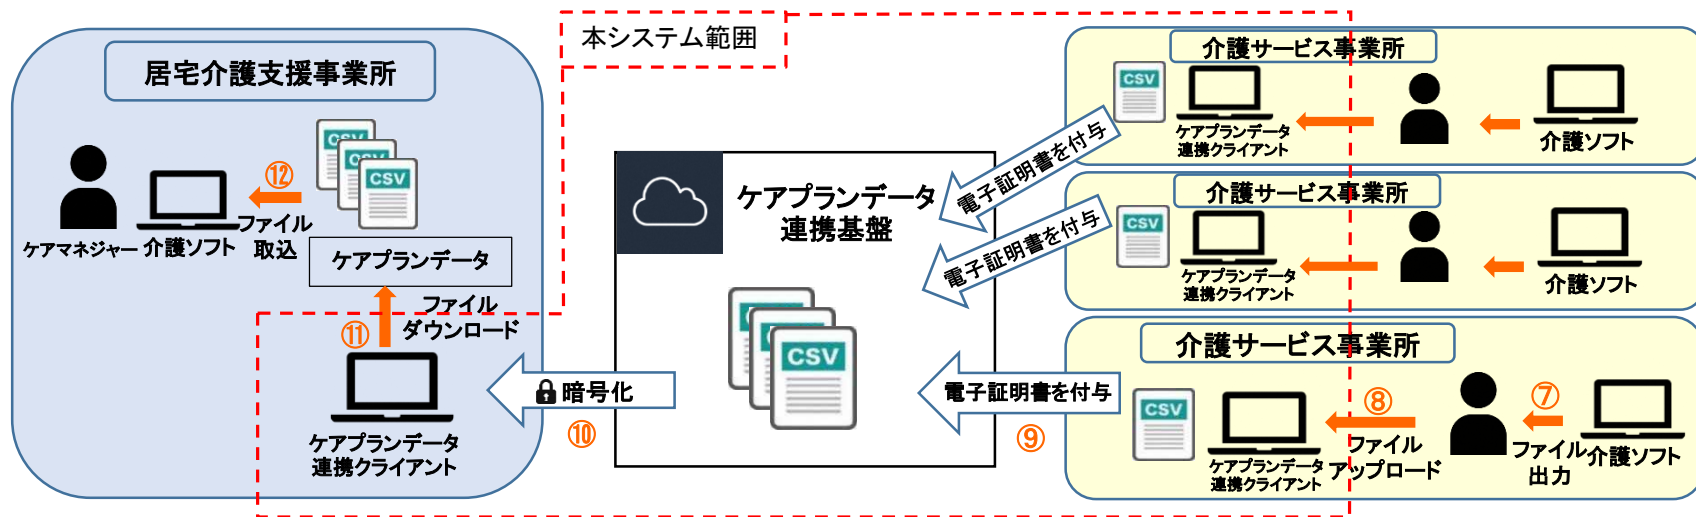 本システム範囲
居宅介護支援事業所
CSV
CSV
CSV
⑫
ファイル
取込
ケアマネジャー
介護ソフト
ケアプランデータ
⑪
ファイル
ダウンロード
ケアプランデータ
連携クライアント
暗号化
⑩
ケアプランデータ
連携基盤
CSV
電子証明書を付与
電子証明書を付与
電子証明書を付与
⑨
介護サービス事業所
CSV
ケアプランデータ
連携クライアント
介護ソフト
介護サービス事業所
CSV
ケアプランデータ
連携クライアント
介護ソフト
介護サービス事業所
CSV
ケアプランデータ
連携クライアント
⑧
ファイル
アップロード
⑦
ファイル
出力
介護ソフト